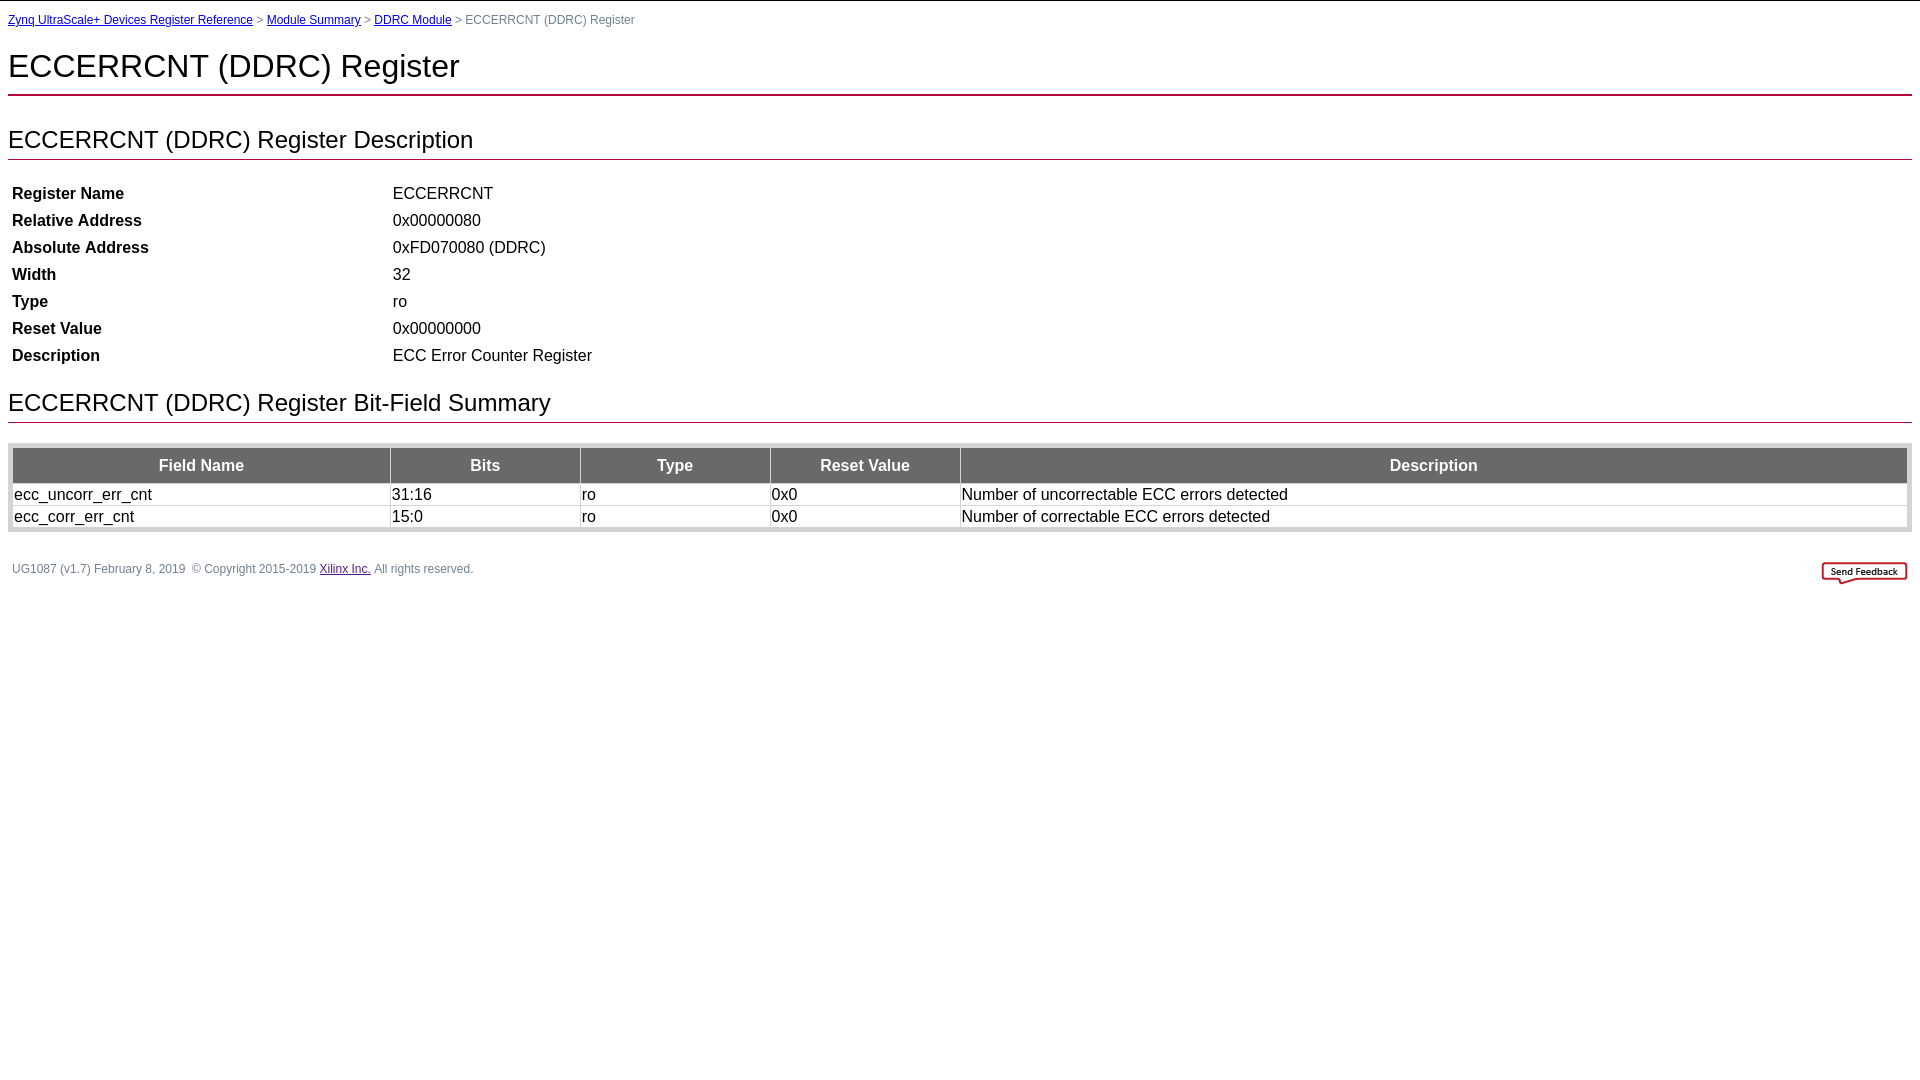 Zynq UltraScale+ Devices Register Reference > Module Summary > DDRC Module > ECCERRCNT (DDRC) Register
ECCERRCNT (DDRC) Register
ECCERRCNT (DDRC) Register Description
Register Name ECCERRCNT
Relative Address 0x00000080
Absolute Address 0xFD070080 (DDRC)
Width 32
Type ro
Reset Value 0x00000000
Description ECC Error Counter Register
ECCERRCNT (DDRC) Register Bit-Field Summary
Field Name Bits Type Reset Value Description
ecc_uncorr_err_cnt 31:16 ro 0x0 Number of uncorrectable ECC errors detected
ecc_corr_err_cnt 15:0 ro 0x0 Number of correctable ECC errors detected
UG1087 (v1.7) February 8, 2019 © Copyright 2015-2019 Xilinx Inc. All rights reserved. Send Feedback